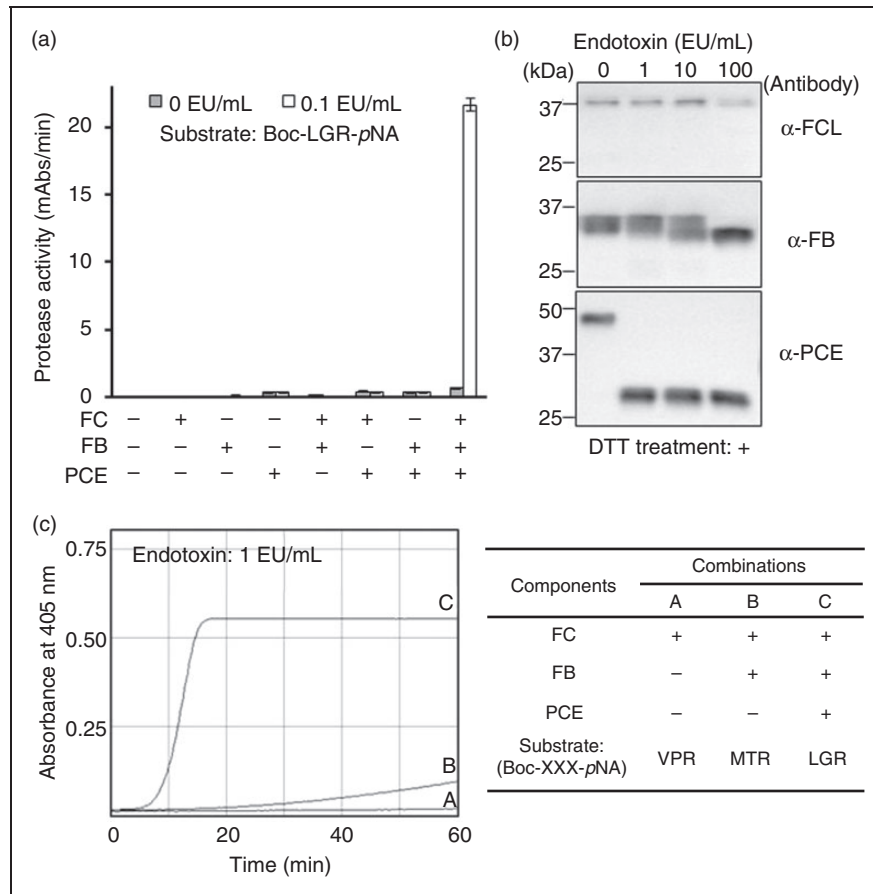 (a)
Protease activity (mAbs/min)
20
15
10
5
0
0 EU/mL 0.1 EU/mL
Substrate: Boc-LGR-pNA
FC − + − − + + − +
FB − − + − + − + +
PCE − − − + − + + +
(b)
Endotoxin (EU/mL)
(kDa) 0 1 10 100 (Antibody)
37
25
α-FCL
37
25
α-FB
50
37
25
α-PCE
DTT treatment: +
(c)
Absorbance at 405 nm
0.75
0.50
0.25
Endotoxin: 1 EU/mL
C
B
A
0 20 40 60
Time (min)
Components Combinations
A B C
FC + + +
FB − + +
PCE − − +
Substrate:
(Boc-XXX-pNA) VPR MTR LGR